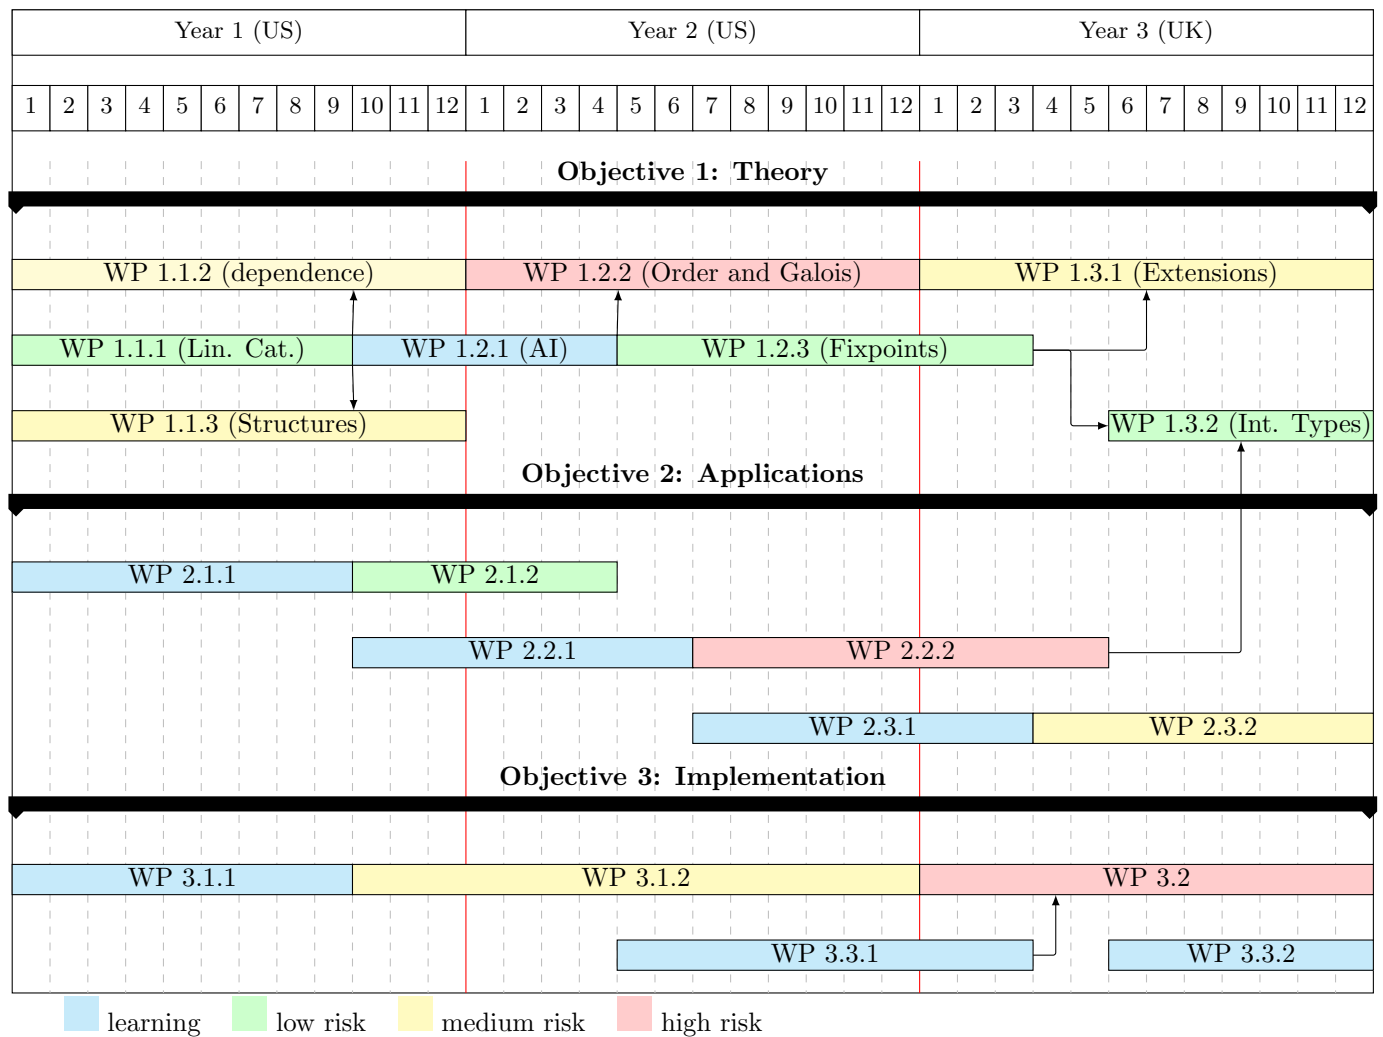 Year 1 (US) Year 2 (US) Year 3 (UK)
1 2 3 4 5 6 7 8 9 10 11 12 1 2 3 4 5 6 7 8 9 10 11 12 1 2 3 4 5 6 7 8 9 10 11 12
Objective 1: Theory
WP 1.1.2 (dependence) WP 1.2.2 (Order and Galois) WP 1.3.1 (Extensions)
WP 1.1.1 (Lin. Cat.) WP 1.2.1 (AI) WP 1.2.3 (Fixpoints)
WP 1.1.3 (Structures) WP 1.3.2 (Int. Types)
Objective 2: Applications
WP 2.1.1 WP 2.1.2
WP 2.2.1 WP 2.2.2
WP 2.3.1 WP 2.3.2
Objective 3: Implementation
WP 3.1.1 WP 3.1.2 WP 3.2
WP 3.3.1 WP 3.3.2
learning low risk medium risk high risk